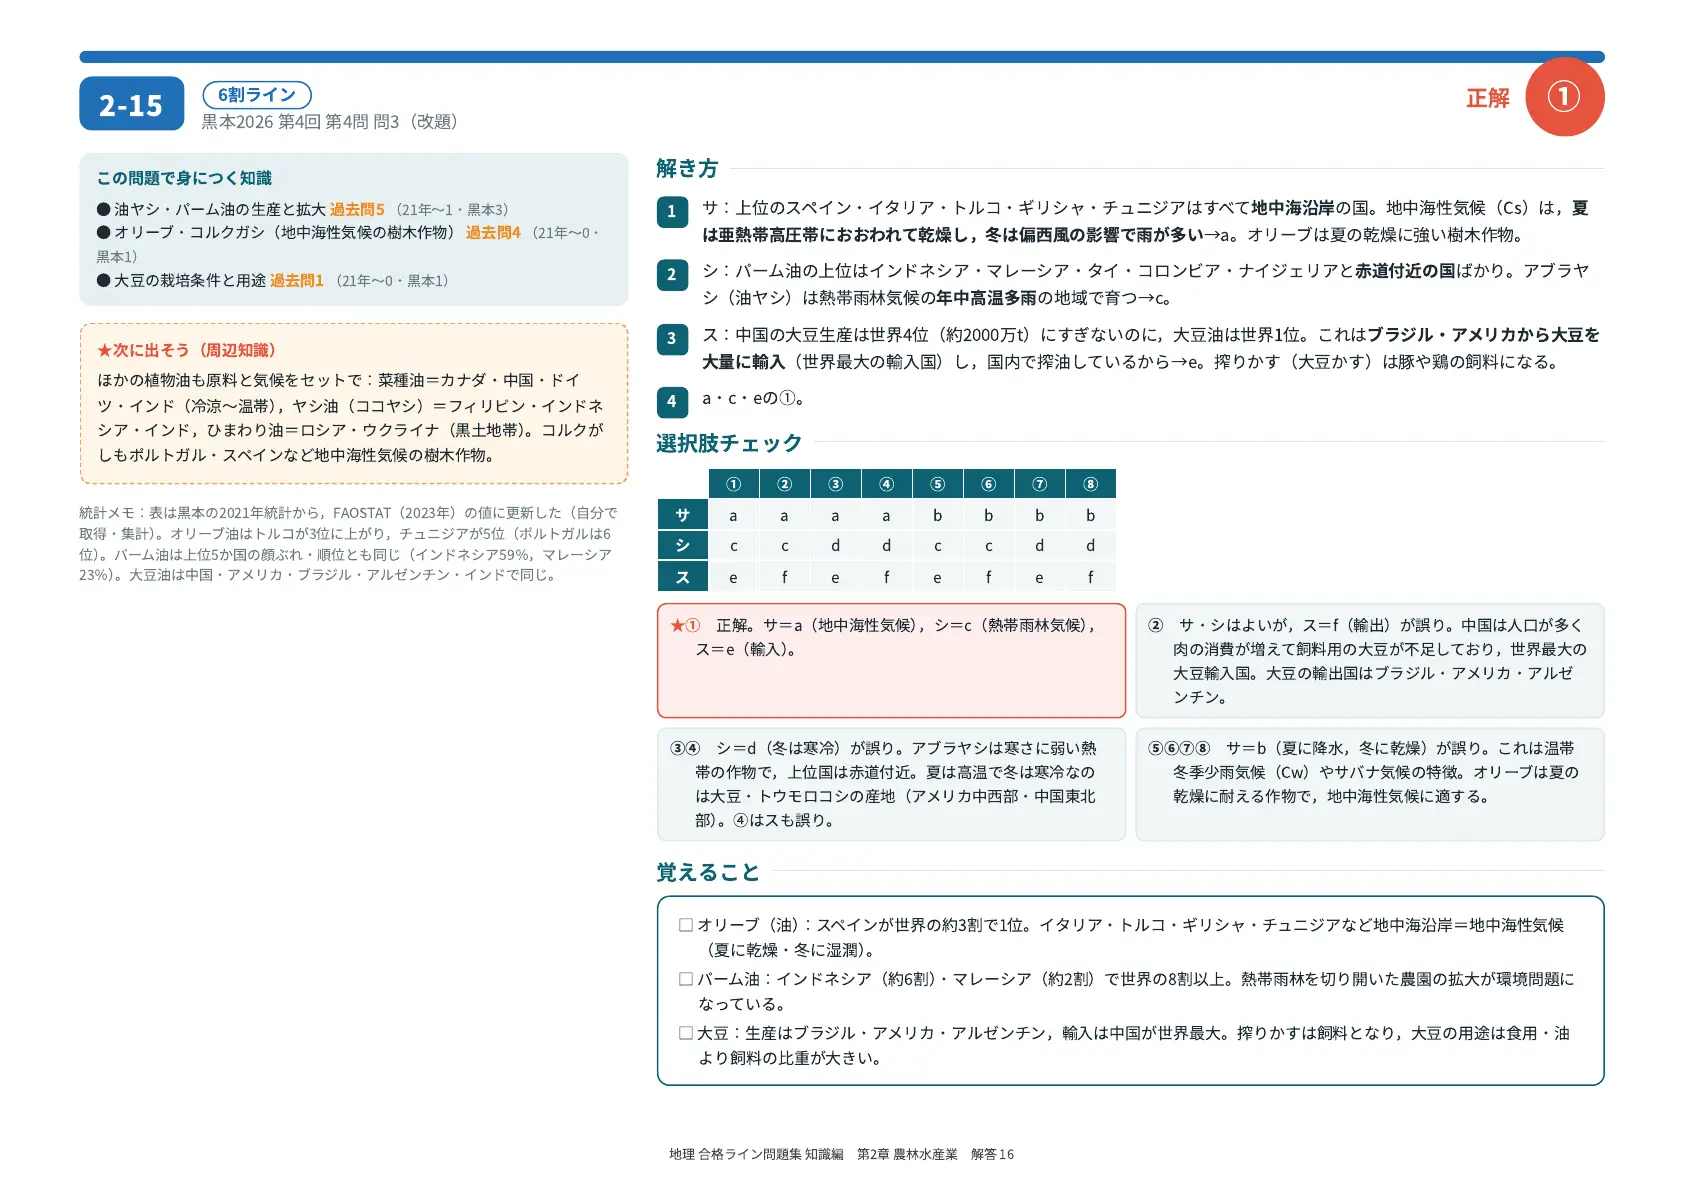 2-15
6割ライン
黒本2026 第4回 第4問 問3（改題）
正解 ①
この問題で身につく知識
● 油ヤシ・パーム油の生産と拡大 過去問5 （21年〜1・黒本3）
● オリーブ・コルクガシ（地中海性気候の樹木作物） 過去問4 （21年〜0・
黒本1）
● 大豆の栽培条件と用途 過去問1 （21年〜0・黒本1）
★次に出そう（周辺知識）
ほかの植物油も原料と気候をセットで：菜種油＝カナダ・中国・ドイ
ツ・インド（冷涼〜温帯），ヤシ油（ココヤシ）＝フィリピン・インドネ
シア・インド，ひまわり油＝ロシア・ウクライナ（黒土地帯）。コルクが
しもポルトガル・スペインなど地中海性気候の樹木作物。
統計メモ：表は黒本の2021年統計から，FAOSTAT（2023年）の値に更新した（自分で
取得・集計）。オリーブ油はトルコが3位に上がり，チュニジアが5位（ポルトガルは6
位）。パーム油は上位5か国の顔ぶれ・順位とも同じ（インドネシア59%，マレーシア
23%）。大豆油は中国・アメリカ・ブラジル・アルゼンチン・インドで同じ。
解き方
1 サ：上位のスペイン・イタリア・トルコ・ギリシャ・チュニジアはすべて地中海沿岸の国。地中海性気候（Cs）は，夏
は亜熱帯高圧帯におおわれて乾燥し，冬は偏西風の影響で雨が多い→a。オリーブは夏の乾燥に強い樹木作物。
2 シ：パーム油の上位はインドネシア・マレーシア・タイ・コロンビア・ナイジェリアと赤道付近の国ばかり。アブラヤ
シ（油ヤシ）は熱帯雨林気候の年中高温多雨の地域で育つ→c。
3 ス：中国の大豆生産は世界4位（約2000万t）にすぎないのに，大豆油は世界1位。これはブラジル・アメリカから大豆を
大量に輸入（世界最大の輸入国）し，国内で搾油しているから→e。搾りかす（大豆かす）は豚や鶏の飼料になる。
4 a・c・eの①。
選択肢チェック
① ② ③ ④ ⑤ ⑥ ⑦ ⑧
サ a a a a b b b b
シ c c d d c c d d
ス e f e f e f e f
★① 正解。サ＝a（地中海性気候），シ＝c（熱帯雨林気候），
ス＝e（輸入）。
② サ・シはよいが，ス＝f（輸出）が誤り。中国は人口が多く
肉の消費が増えて飼料用の大豆が不足しており，世界最大の
大豆輸入国。大豆の輸出国はブラジル・アメリカ・アルゼ
ンチン。
③④ シ＝d（冬は寒冷）が誤り。アブラヤシは寒さに弱い熱
帯の作物で，上位国は赤道付近。夏は高温で冬は寒冷なの
は大豆・トウモロコシの産地（アメリカ中西部・中国東北
部）。④はスも誤り。
⑤⑥⑦⑧ サ＝b（夏に降水，冬に乾燥）が誤り。これは温帯
冬季少雨気候（Cw）やサバナ気候の特徴。オリーブは夏の
乾燥に耐える作物で，地中海性気候に適する。
覚えること
□ オリーブ（油）：スペインが世界の約3割で1位。イタリア・トルコ・ギリシャ・チュニジアなど地中海沿岸＝地中海性気候
（夏に乾燥・冬に湿潤）。
□ パーム油：インドネシア（約6割）・マレーシア（約2割）で世界の8割以上。熱帯雨林を切り開いた農園の拡大が環境問題に
なっている。
□ 大豆：生産はブラジル・アメリカ・アルゼンチン，輸入は中国が世界最大。搾りかすは飼料となり，大豆の用途は食用・油
より飼料の比重が大きい。
地理 合格ライン問題集 知識編　第2章 農林水産業　解答16